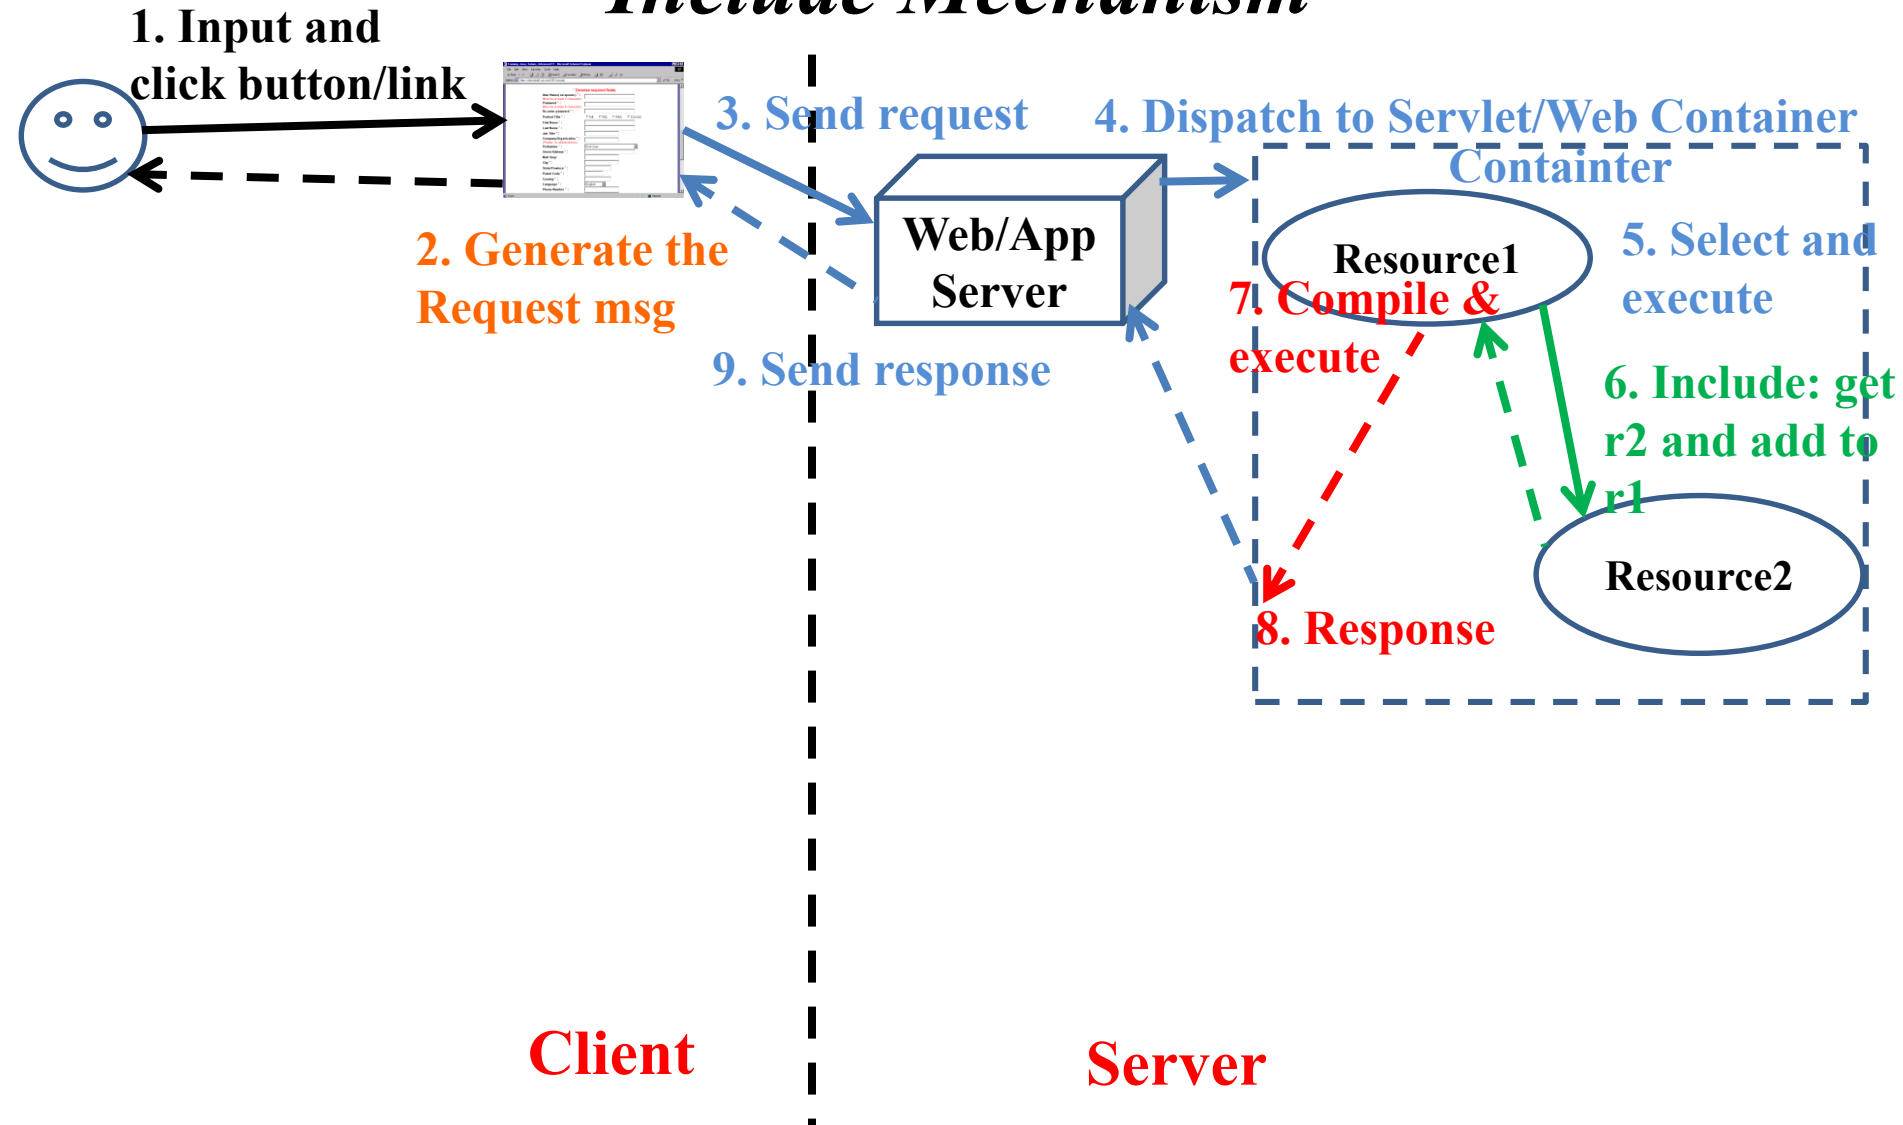 Include Mechanism
1. Input and
click button/link
3. Send request
4. Dispatch to Servlet/Web Container
Containter
Web/App
Server
Resource1
5. Select and
execute
2. Generate the
Request msg
7. Compile &
execute
9. Send response
6. Include: get
r2 and add to
r1
Resource2
8. Response
Client
Server